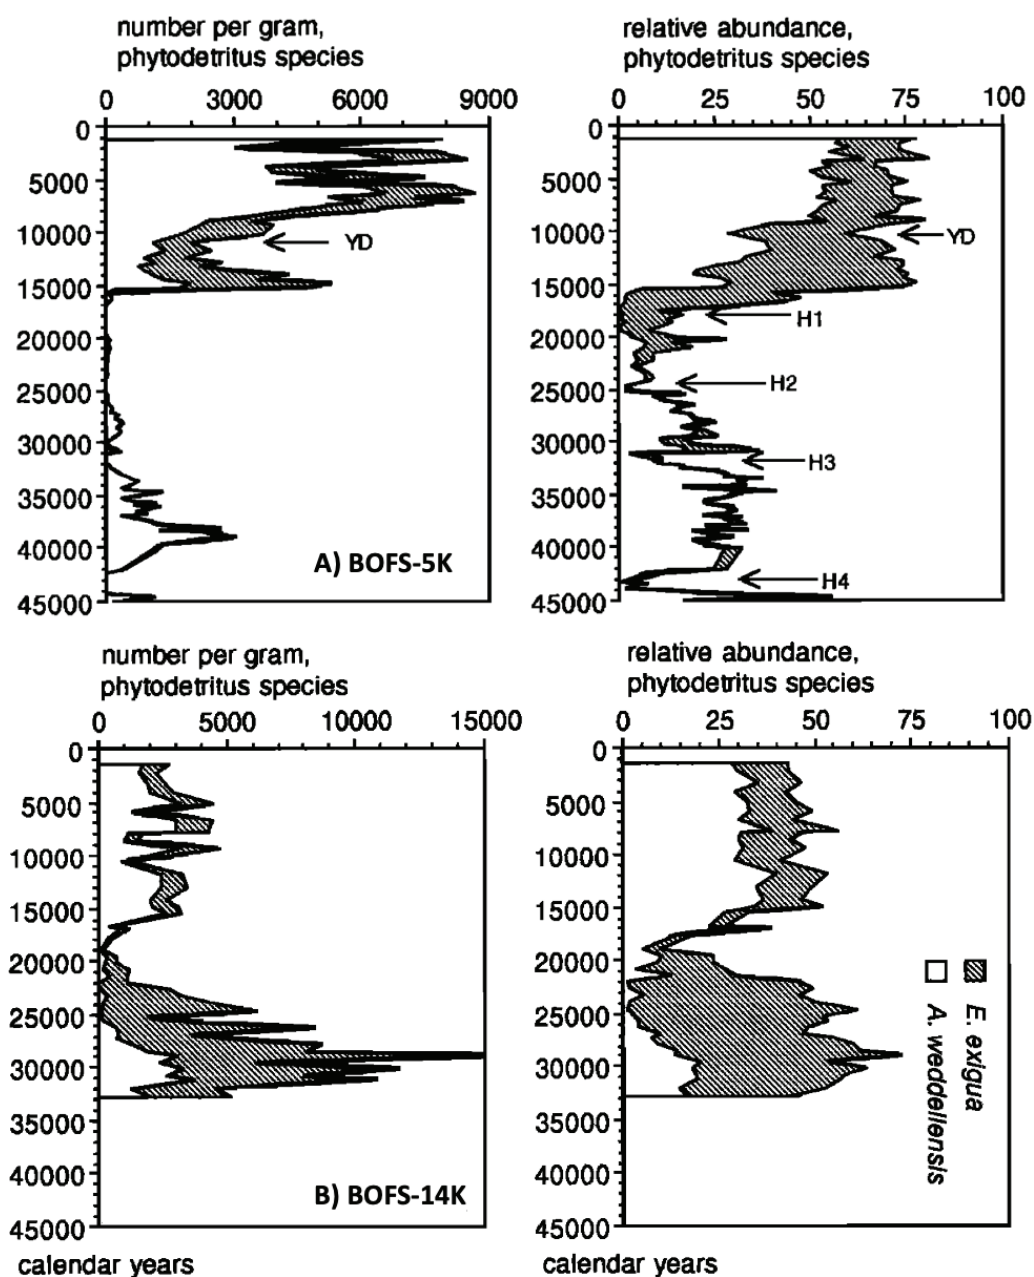 number per gram,
phytodetritus species
0 3000 6000 9000
0
5000
10000
15000
20000
25000
30000
35000
40000
45000
YD
A) BOFS-5K
relative abundance,
phytodetritus species
0 25 50 75 100
0
5000
10000
15000
20000
25000
30000
35000
40000
45000
YD
H1
H2
H3
H4
number per gram,
phytodetritus species
0 5000 10000 15000
0
5000
10000
15000
20000
25000
30000
35000
40000
45000
B) BOFS-14K
calendar years
relative abundance,
phytodetritus species
0 25 50 75 100
0
5000
10000
15000
20000
25000
30000
35000
40000
45000
E. exigua
A. weddellensis
calendar years